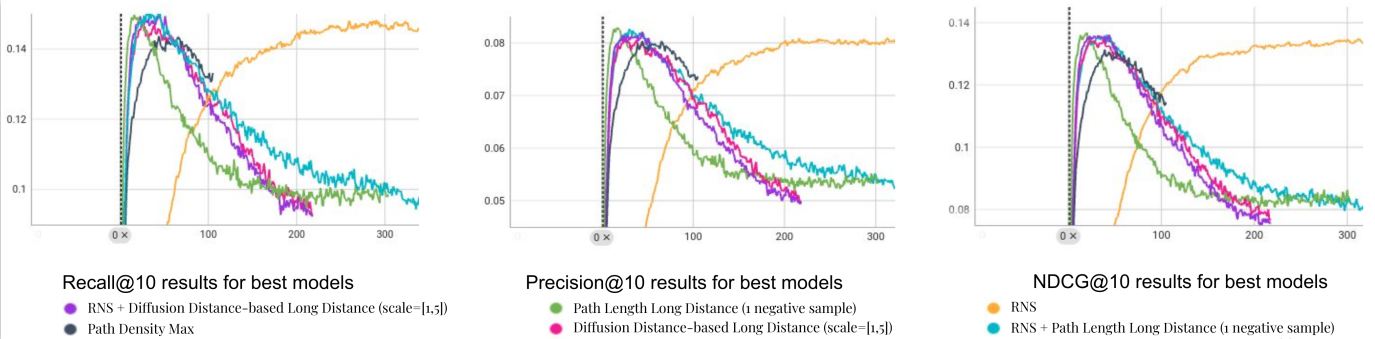 0.14
0.12
0.1
0 ×
100
200
300
Recall@10 results for best models
RNS + Diffusion Distance-based Long Distance (scale=[1,5])
Path Density Max
0.08
0.07
0.06
0.05
0 ×
100
200
300
Precision@10 results for best models
Path Length Long Distance (1 negative sample)
Diffusion Distance-based Long Distance (scale=[1,5])
0.14
0.12
0.1
0.08
0 ×
100
200
300
NDCG@10 results for best models
RNS
RNS + Path Length Long Distance (1 negative sample)